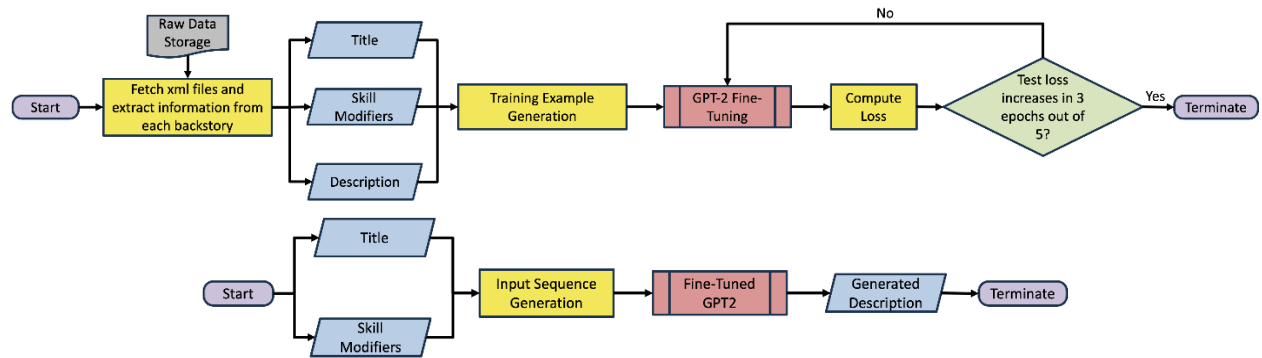 Raw Data
Storage
Start
Fetch xml files and
extract information from
each backstory
Title
Skill
Modifiers
Description
Training Example
Generation
GPT-2 Fine-
Tuning
Compute
Loss
Test loss
increases in 3
epochs out of
5?
No
Yes
Terminate
Start
Title
Skill
Modifiers
Input Sequence
Generation
Fine-Tuned
GPT2
Generated
Description
Terminate